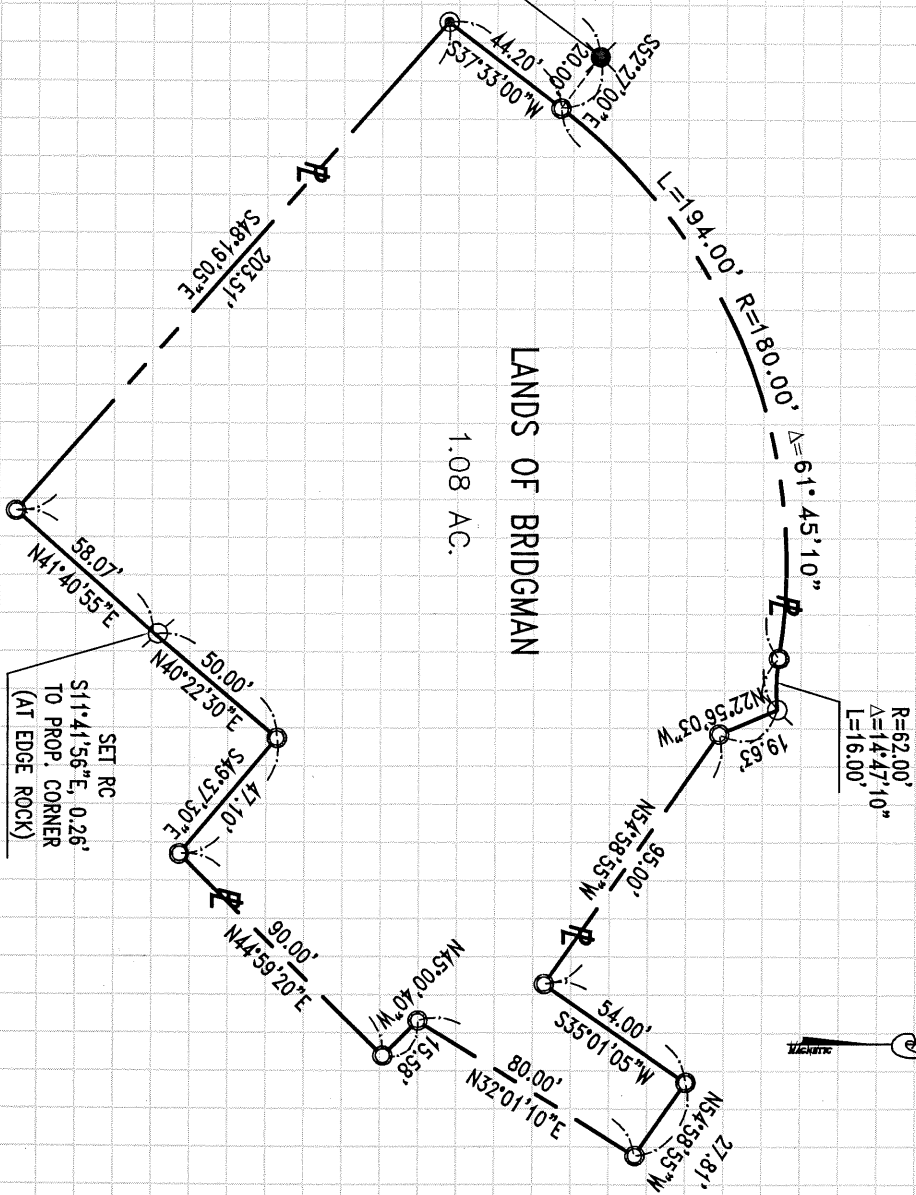 S52°27'00"E
20.00'
44.20'
S37°33'00"W
L=194.00' R=180.00' Δ=61°45'10"
PL
R=62.00'
Δ=14°47'10"
L=16.00'
PL
S48°19'05"E
203.51'
LANDS OF BRIDGMAN
1.08 AC.
PL
N22°56'03"W
19.63'
N54°58'55"W
95.00'
PL
54.00'
S35°01'05"W
N54°58'55"W
27.81'
MAGNETIC
58.07'
N41°40'55"E
50.00'
N40°22'30"E
47.10'
S49°37'30"E
PL
90.00'
N44°59'20"E
N45°00'40"W
15.58'
80.00'
N32°01'10"E
SET RC
S11°41'56"E, 0.26'
TO PROP. CORNER
(AT EDGE ROCK)